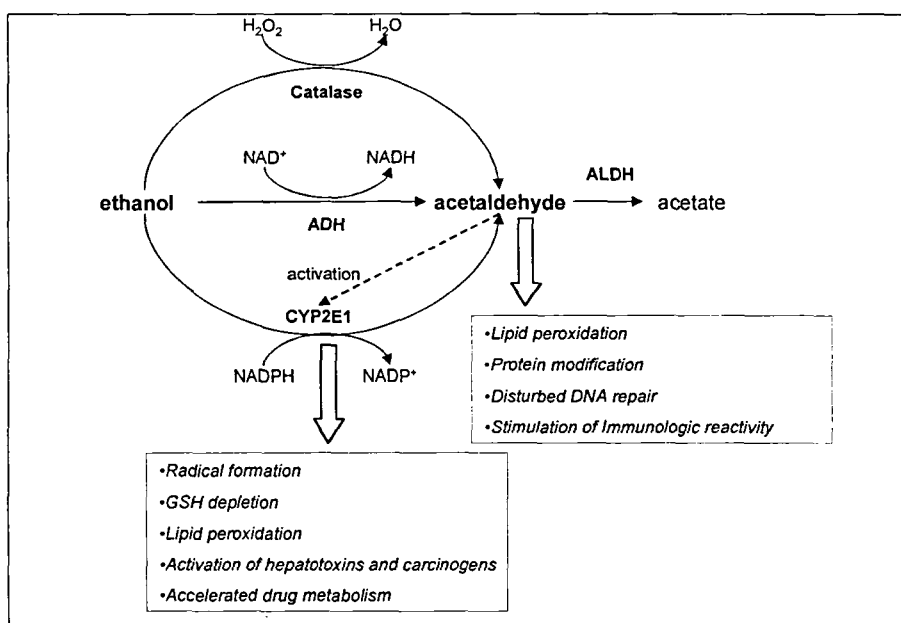 H₂O₂ H₂O
Catalase
NAD⁺ NADH
ALDH
ethanol acetaldehyde acetate
ADH
activation
CYP2E1
NADPH NADP⁺
•Lipid peroxidation
•Protein modification
•Disturbed DNA repair
•Stimulation of Immunologic reactivity
•Radical formation
•GSH depletion
•Lipid peroxidation
•Activation of hepatotoxins and carcinogens
•Accelerated drug metabolism